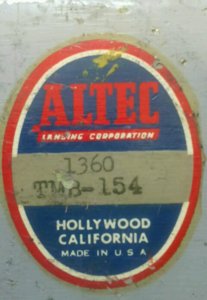 ALTEC
LANSING CORPORATION
1360
TMB-154
HOLLYWOOD
CALIFORNIA
MADE IN U S A